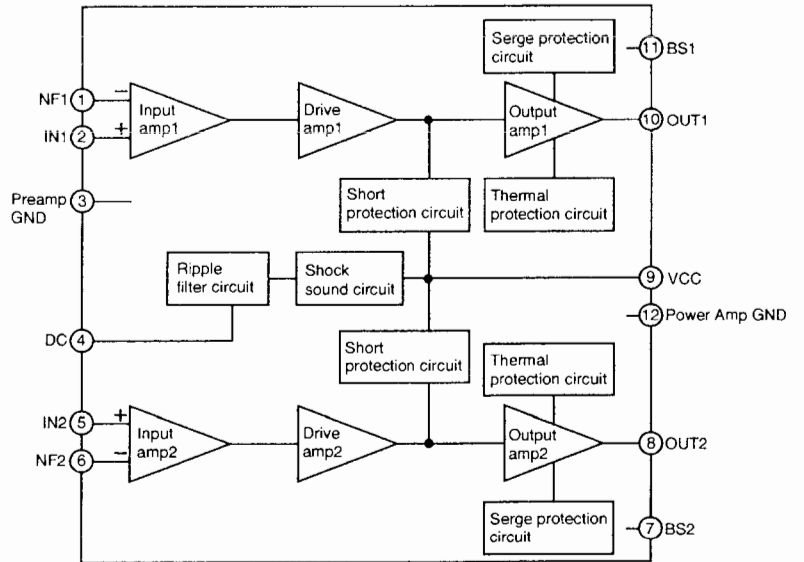 Serge protection
circuit
11 BS1
NF1 1
−
Input
amp1
Drive
amp1
Output
amp1
10 OUT1
IN1 2
+
Preamp
GND
3
Short
protection circuit
Thermal
protection circuit
Ripple
filter circuit
Shock
sound circuit
9 VCC
12 Power Amp GND
DC 4
Short
protection circuit
Thermal
protection circuit
IN2 5
+
Input
amp2
Drive
amp2
Output
amp2
8 OUT2
NF2 6
−
Serge protection
circuit
7 BS2